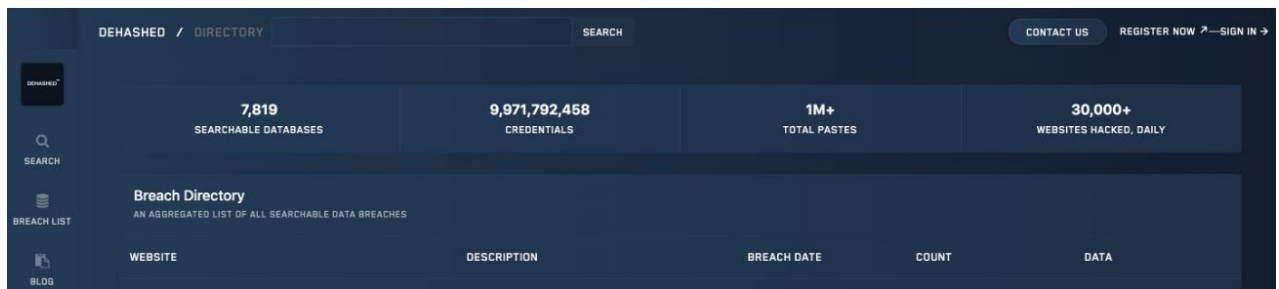 DEHASHED / DIRECTORY SEARCH CONTACT US REGISTER NOW ↗—SIGN IN →
DEHASHED™
7,819 9,971,792,458 1M+ 30,000+
SEARCHABLE DATABASES CREDENTIALS TOTAL PASTES WEBSITES HACKED, DAILY
SEARCH
Breach Directory
AN AGGREGATED LIST OF ALL SEARCHABLE DATA BREACHES
BREACH LIST
WEBSITE DESCRIPTION BREACH DATE COUNT DATA
BLOG